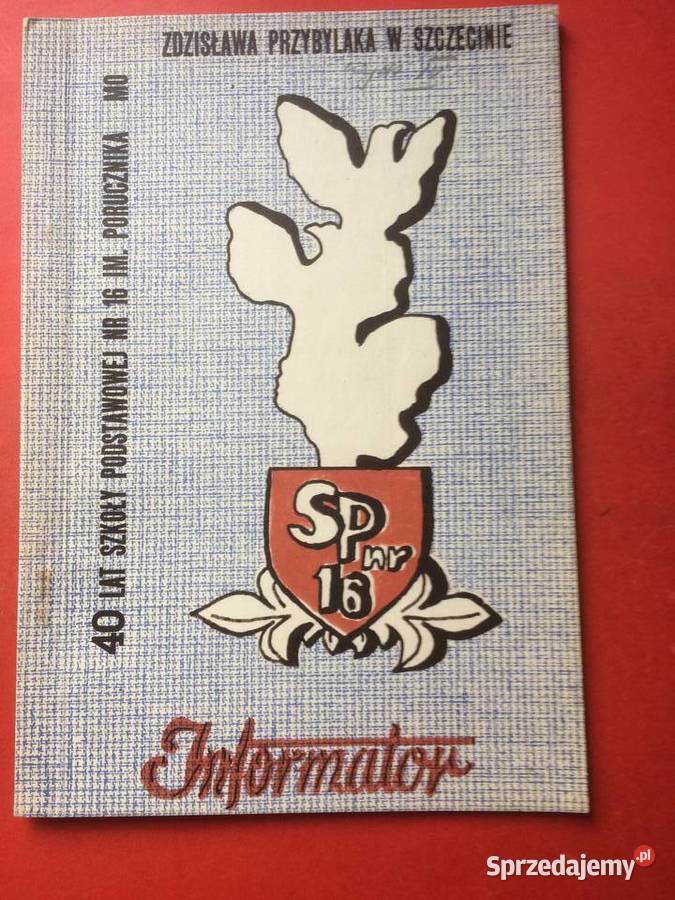 40 LAT SZKOŁY PODSTAWOWEJ NR 16 IM. PORUCZNIKA MO
ZDZISŁAWA PRZYBYLAKA W SZCZECINIE
SP nr
16
Informator
Sprzedajemy.pl